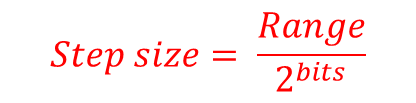 Step size = Range / 2^bits